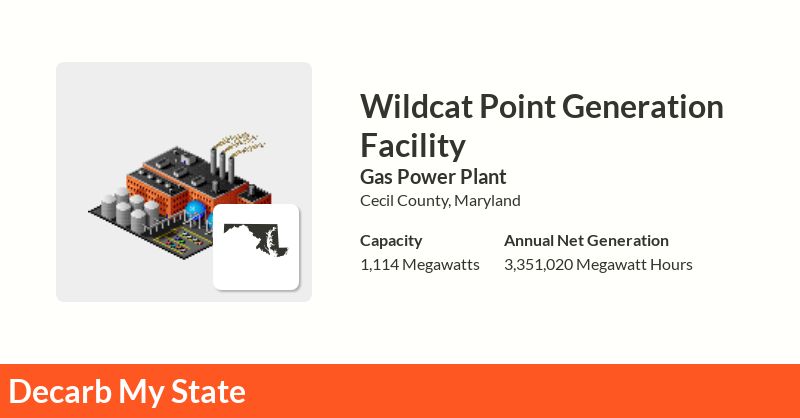 Wildcat Point Generation
Facility
Gas Power Plant
Cecil County, Maryland
Capacity
1,114 Megawatts
Annual Net Generation
3,351,020 Megawatt Hours
Decarb My State